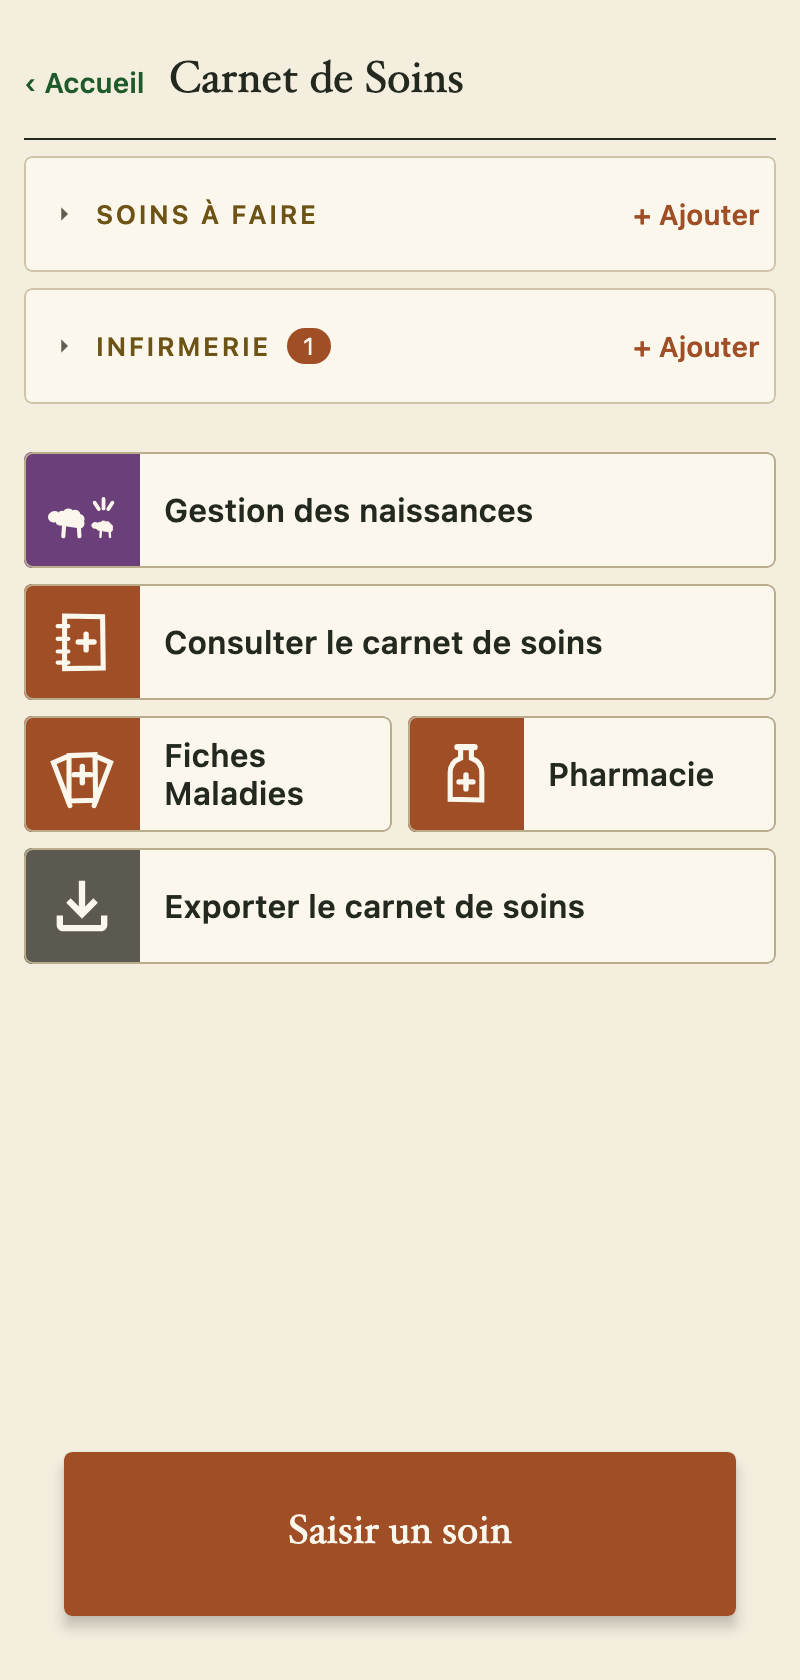 ‹ Accueil Carnet de Soins
SOINS À FAIRE + Ajouter
INFIRMERIE 1 + Ajouter
Gestion des naissances
Consulter le carnet de soins
Fiches
Maladies
Pharmacie
Exporter le carnet de soins
Saisir un soin